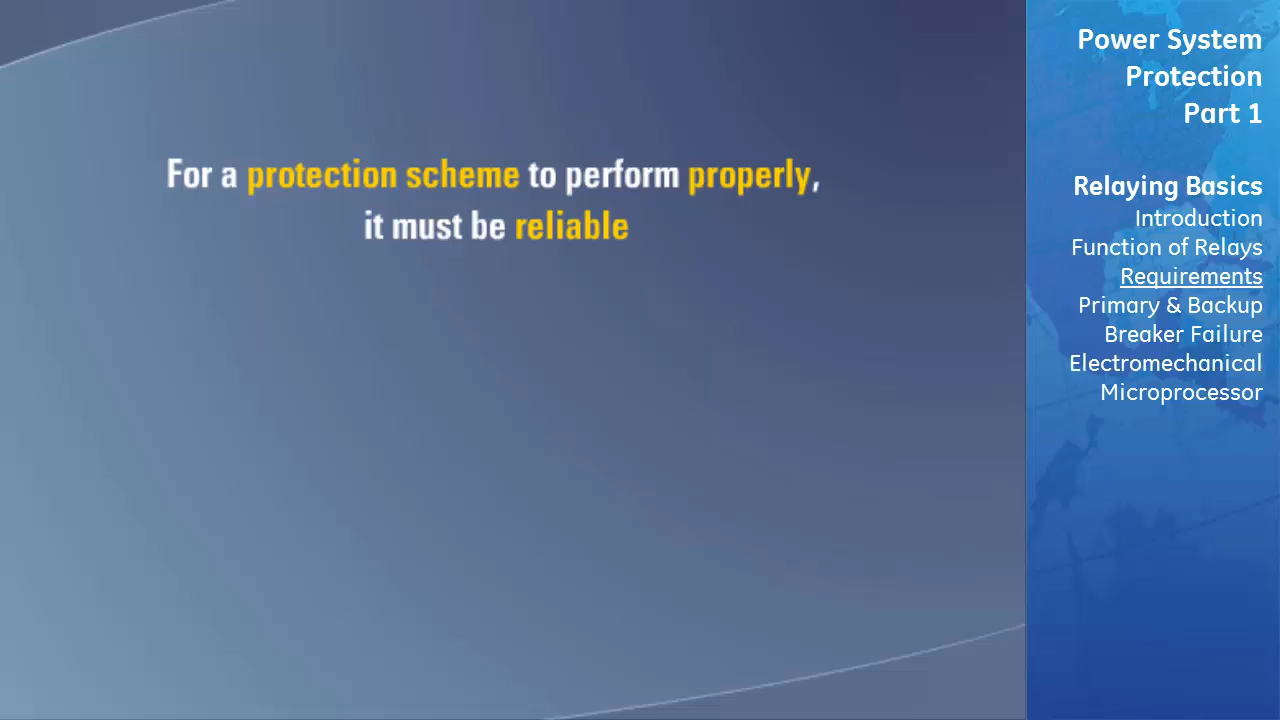 For a protection scheme to perform properly,
it must be reliable
Power System
Protection
Part 1
Relaying Basics
Introduction
Function of Relays
Requirements
Primary & Backup
Breaker Failure
Electromechanical
Microprocessor